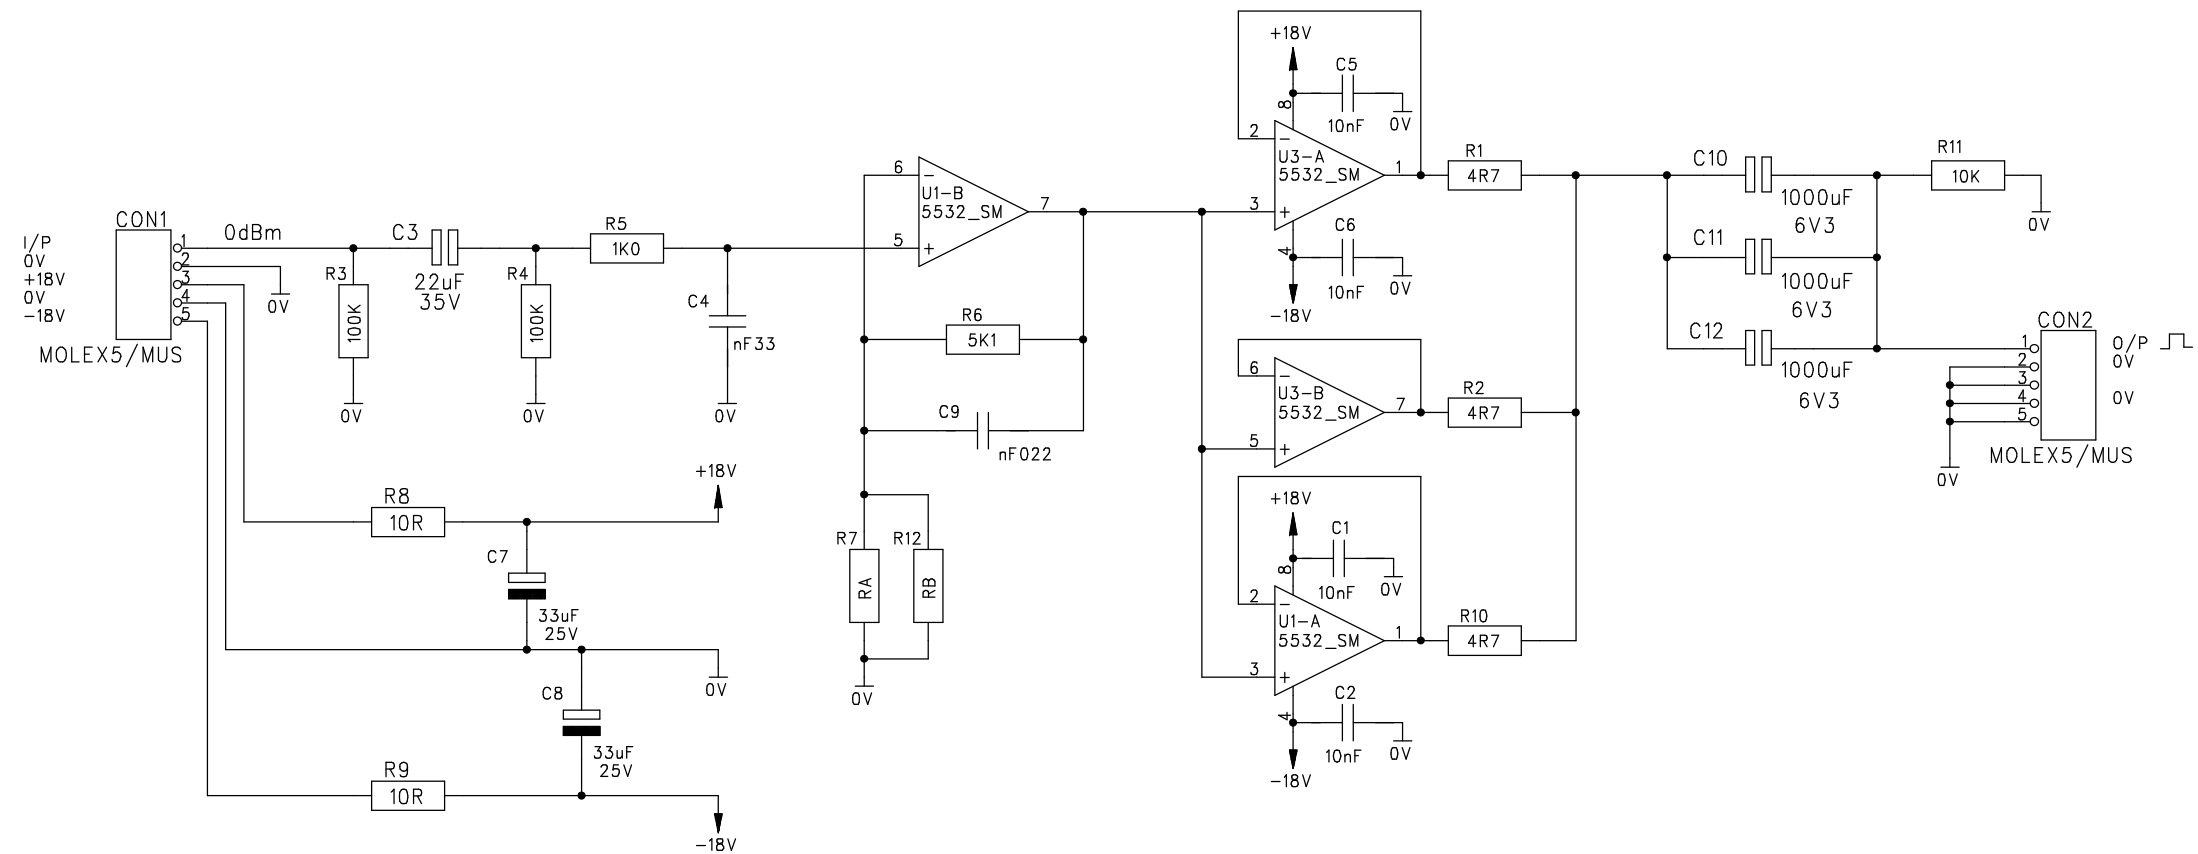 CON1
I/P
0V
+18V
0V
-18V
1
2
3
4
5
MOLEX5/MUS
0dBm
0V
R3
100K
0V
C3
22uF
35V
R4
100K
0V
R5
1K0
C4
nF33
0V
6
-
U1-B
5532_SM
5
+
7
R6
5K1
C9
nF022
R7
RA
R12
RB
0V
R8
10R
+18V
C7
33uF
25V
0V
C8
33uF
25V
R9
10R
-18V
+18V
C5
10nF
0V
8
2
-
U3-A
5532_SM
3
+
1
4
C6
10nF
0V
-18V
R1
4R7
6
-
U3-B
5532_SM
5
+
7
R2
4R7
+18V
C1
10nF
0V
8
2
-
U1-A
5532_SM
3
+
1
4
C2
10nF
0V
-18V
R10
4R7
C10
1000uF
6V3
C11
1000uF
6V3
C12
1000uF
6V3
R11
10K
0V
CON2
1
2
3
4
5
O/P
0V
0V
MOLEX5/MUS
0V